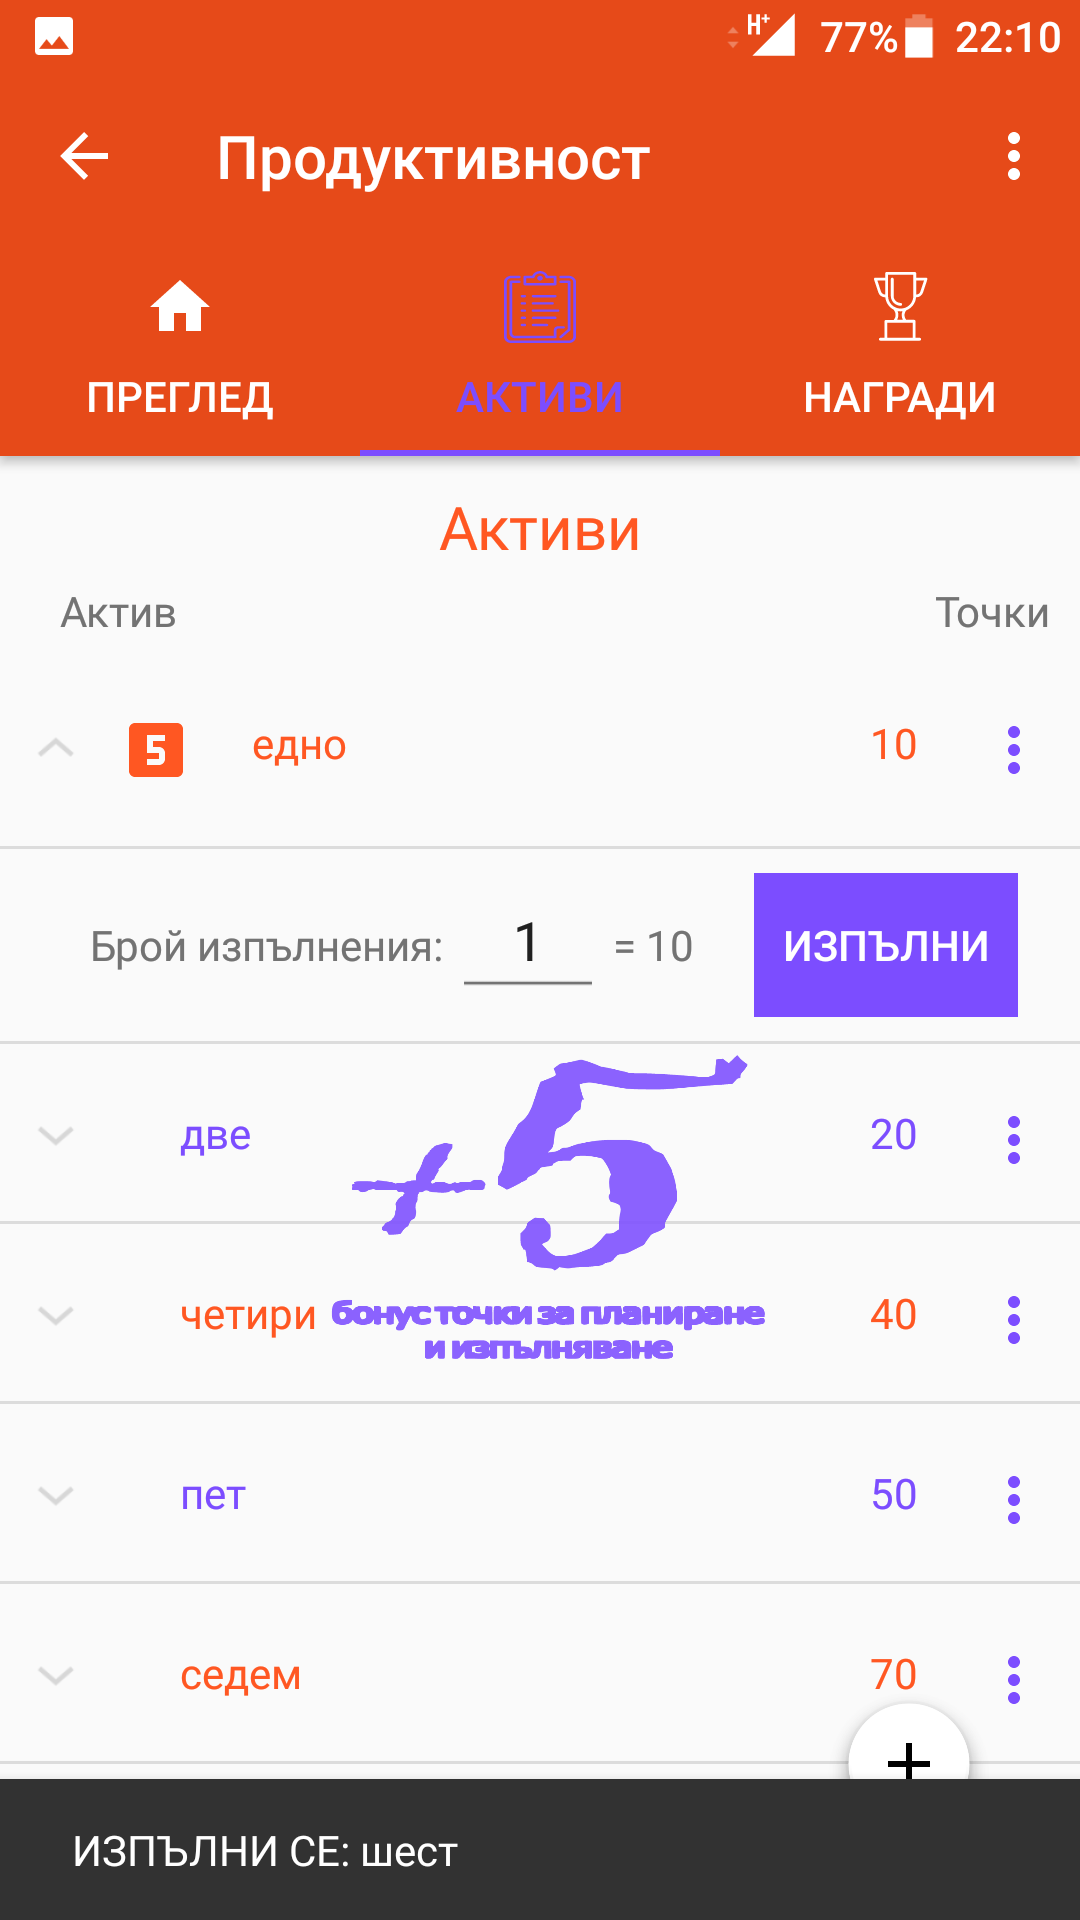 H+ 77% 22:10
Продуктивност
ПРЕГЛЕД АКТИВИ НАГРАДИ
Активи
Актив Точки
5 едно 10
Брой изпълнения: 1 = 10 ИЗПЪЛНИ
две 20
+5
четири 40
бонус точки за планиране
и изпълняване
пет 50
седем 70
+
ИЗПЪЛНИ СЕ: шест